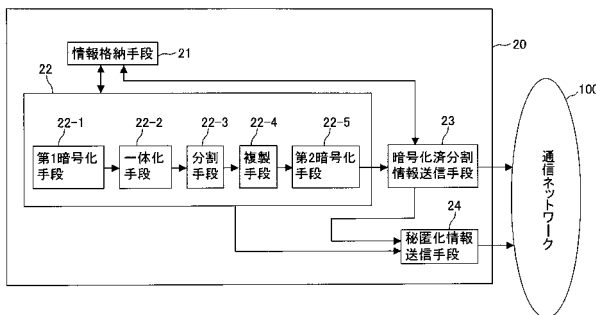 情報格納手段
21
20
22
22-1
22-2
22-3
22-4
22-5
23
100
第1暗号化
手段
一体化
手段
分割
手段
複製
手段
第2暗号化
手段
暗号化済分割
情報送信手段
24
秘匿化情報
送信手段
通信ネットワーク